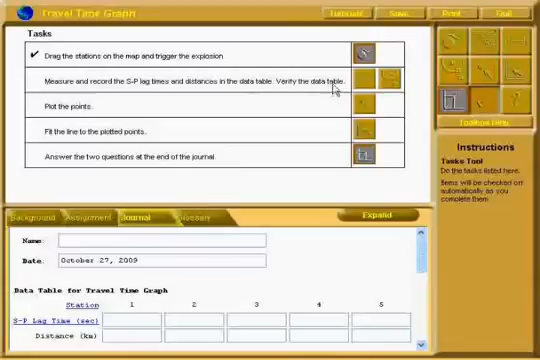 Travel Time Graph
Tutorials
Save
Print
Quit
Tasks
Drag the stations on the map and trigger the explosion
Measure and record the S-P lag times and distances in the data table. Verify the data table.
Plot the points.
Fit the line to the plotted points.
Answer the two questions at the end of the journal.
Instructions
Tasks Tool
Do the tasks listed here.
Items will be checked on
automatically as you
complete them
Background
Assignment
Journal
Glossary
Expand
Name:
Date: October 27, 2009
Data Table for Travel Time Graph
Station 1 2 3 4 5
S-P Lag Time (sec)
Distance (km)